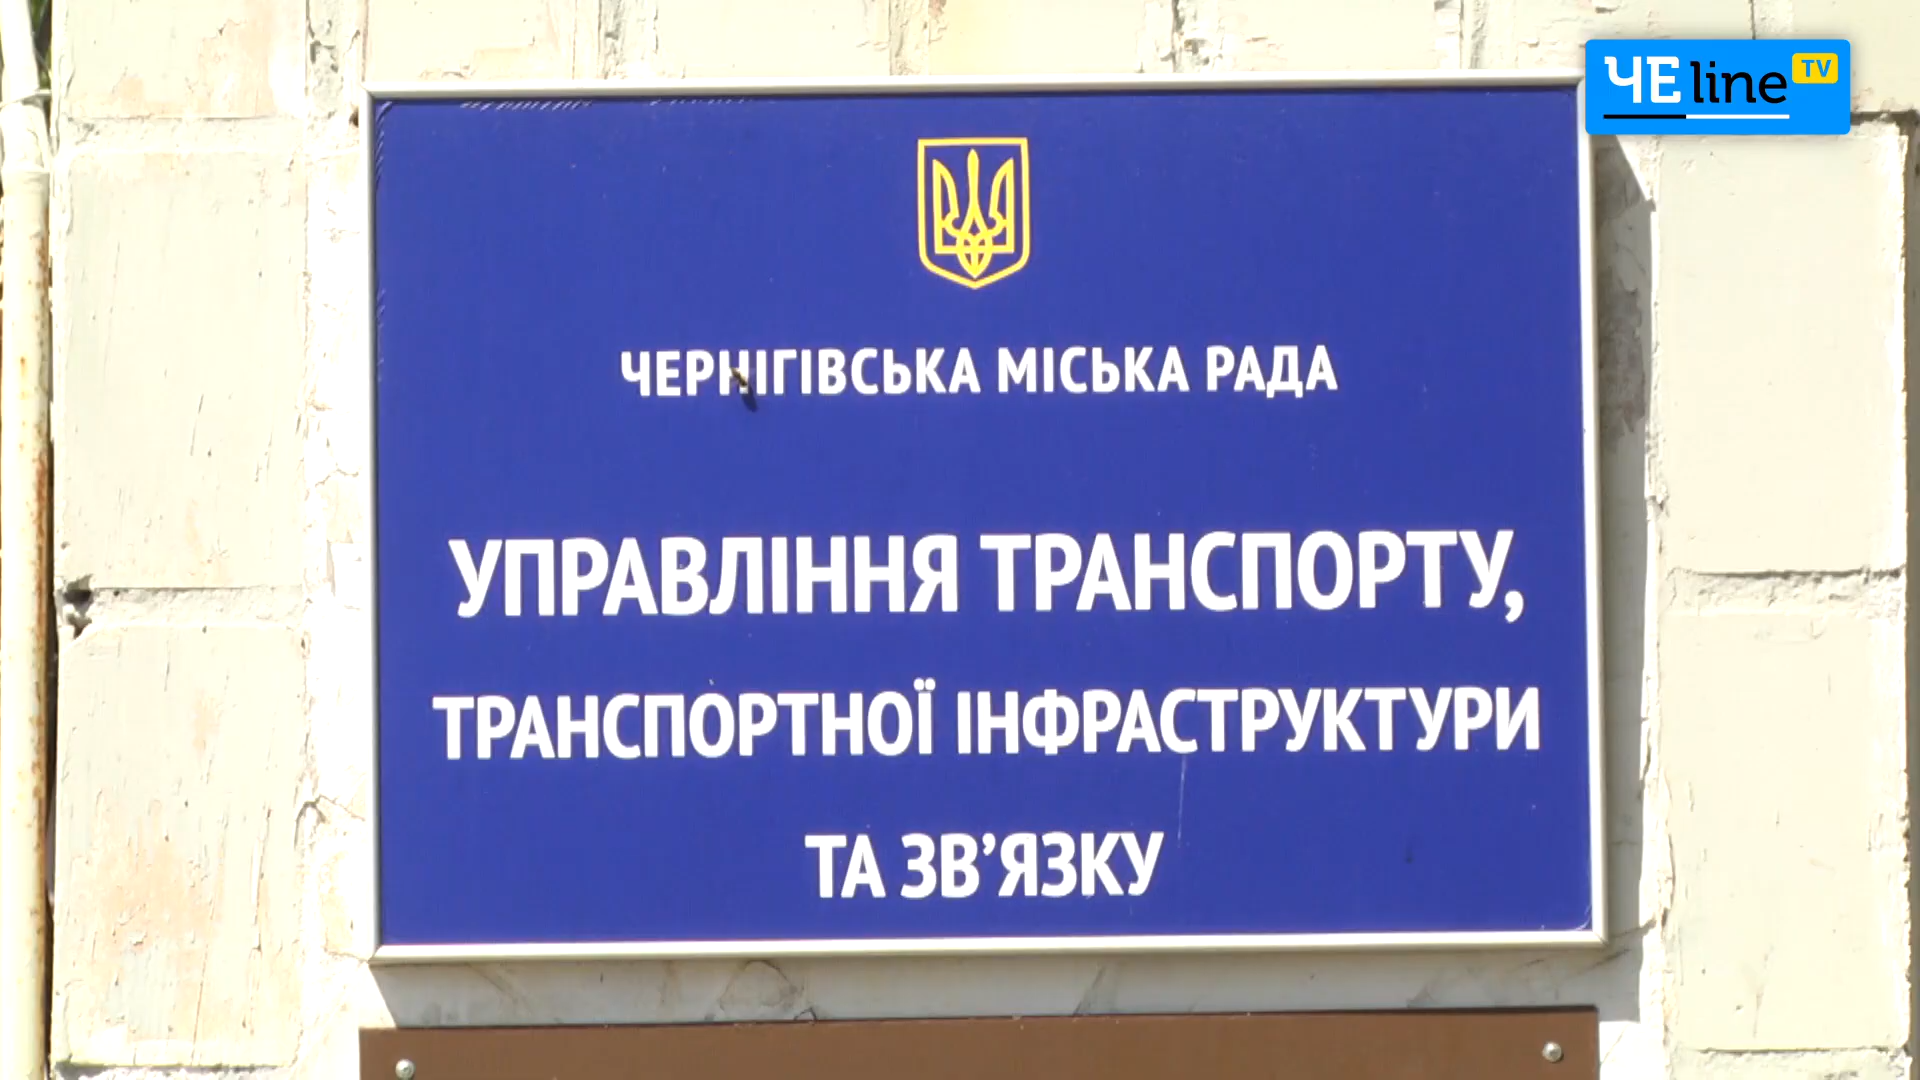 ЧЕline TV
ЧЕРНІГІВСЬКА МІСЬКА РАДА
УПРАВЛІННЯ ТРАНСПОРТУ,
ТРАНСПОРТНОЇ ІНФРАСТРУКТУРИ
ТА ЗВ’ЯЗКУ